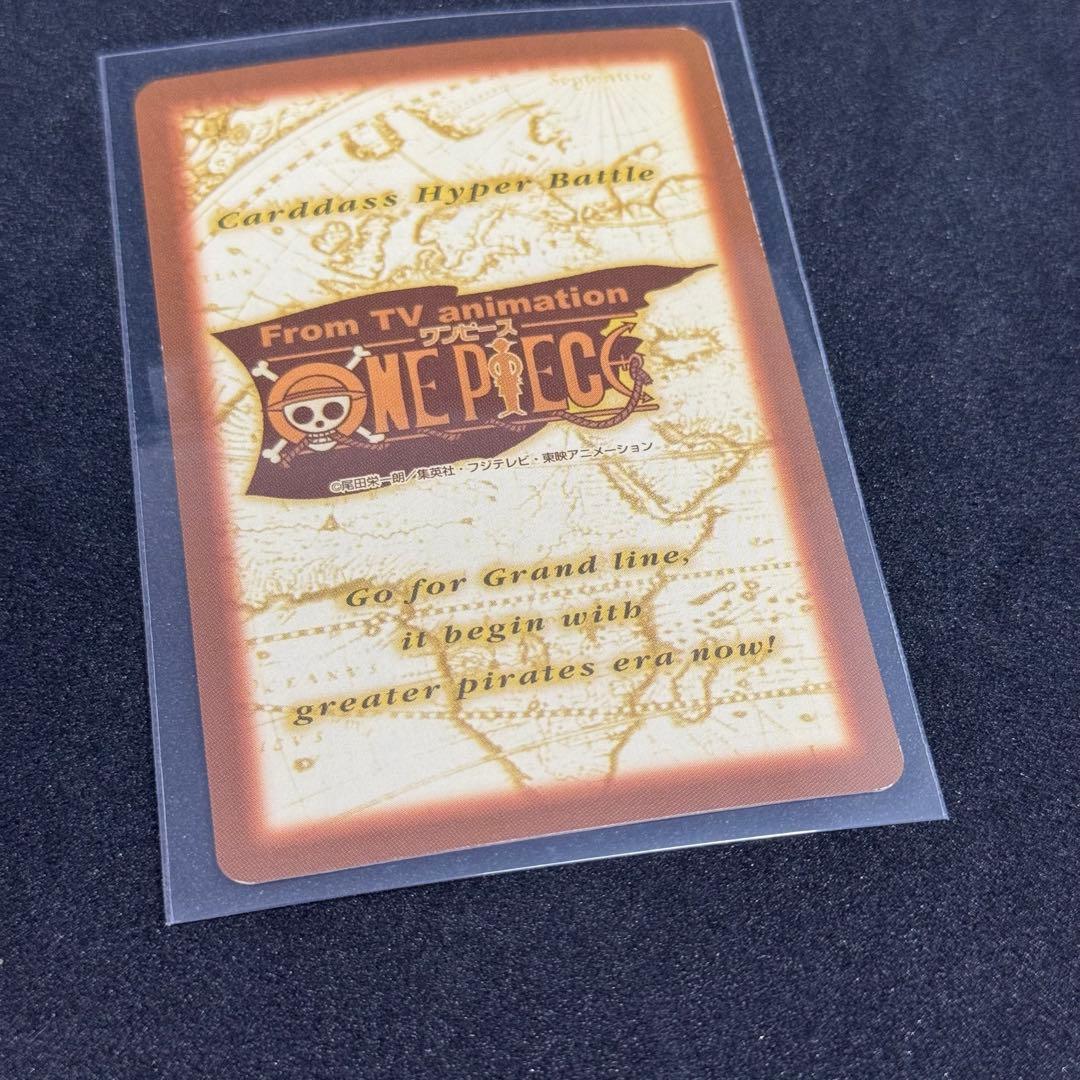 Septentrio
Carddass Hyper Battle
From TV animation
ワンピース
ONE PIECE
©尾田栄一朗／集英社・フジテレビ・東映アニメーション
Go for Grand line,
it begin with
greater pirates era now!